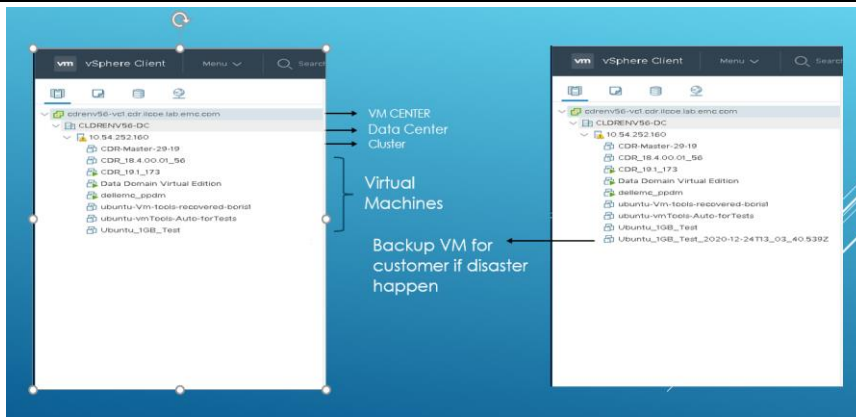 vm vSphere Client Menu Search
cdrenv56-vc1.cdr.ilcoe.lab.emc.com
CLDRENV56-DC
10.54.252.160
CDR-Master-29-19
CDR_18.4.00.01_56
CDR_19.1_173
Data Domain Virtual Edition
dellemc_ppdm
ubuntu-Vm-tools-recovered-borisf
ubuntu-vmTools-Auto-forTests
Ubuntu_1GB_Test
VM CENTER
Data Center
Cluster
Virtual
Machines
Backup VM for
customer if disaster
happen
vm vSphere Client Menu Search
cdrenv56-vc1.cdr.ilcoe.lab.emc.com
CLDRENV56-DC
10.54.252.160
CDR-Master-29-19
CDR_18.4.00.01_56
CDR_19.1_173
Data Domain Virtual Edition
dellemc_ppdm
ubuntu-Vm-tools-recovered-borisf
ubuntu-vmTools-Auto-forTests
Ubuntu_1GB_Test
Ubuntu_1GB_Test_2020-12-24T13_03_40.539Z